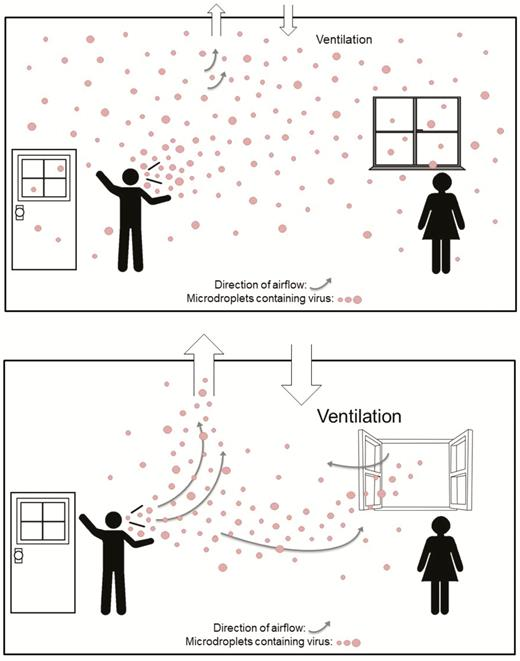 Ventilation
Direction of airflow:
Microdroplets containing virus:
Ventilation
Direction of airflow:
Microdroplets containing virus: